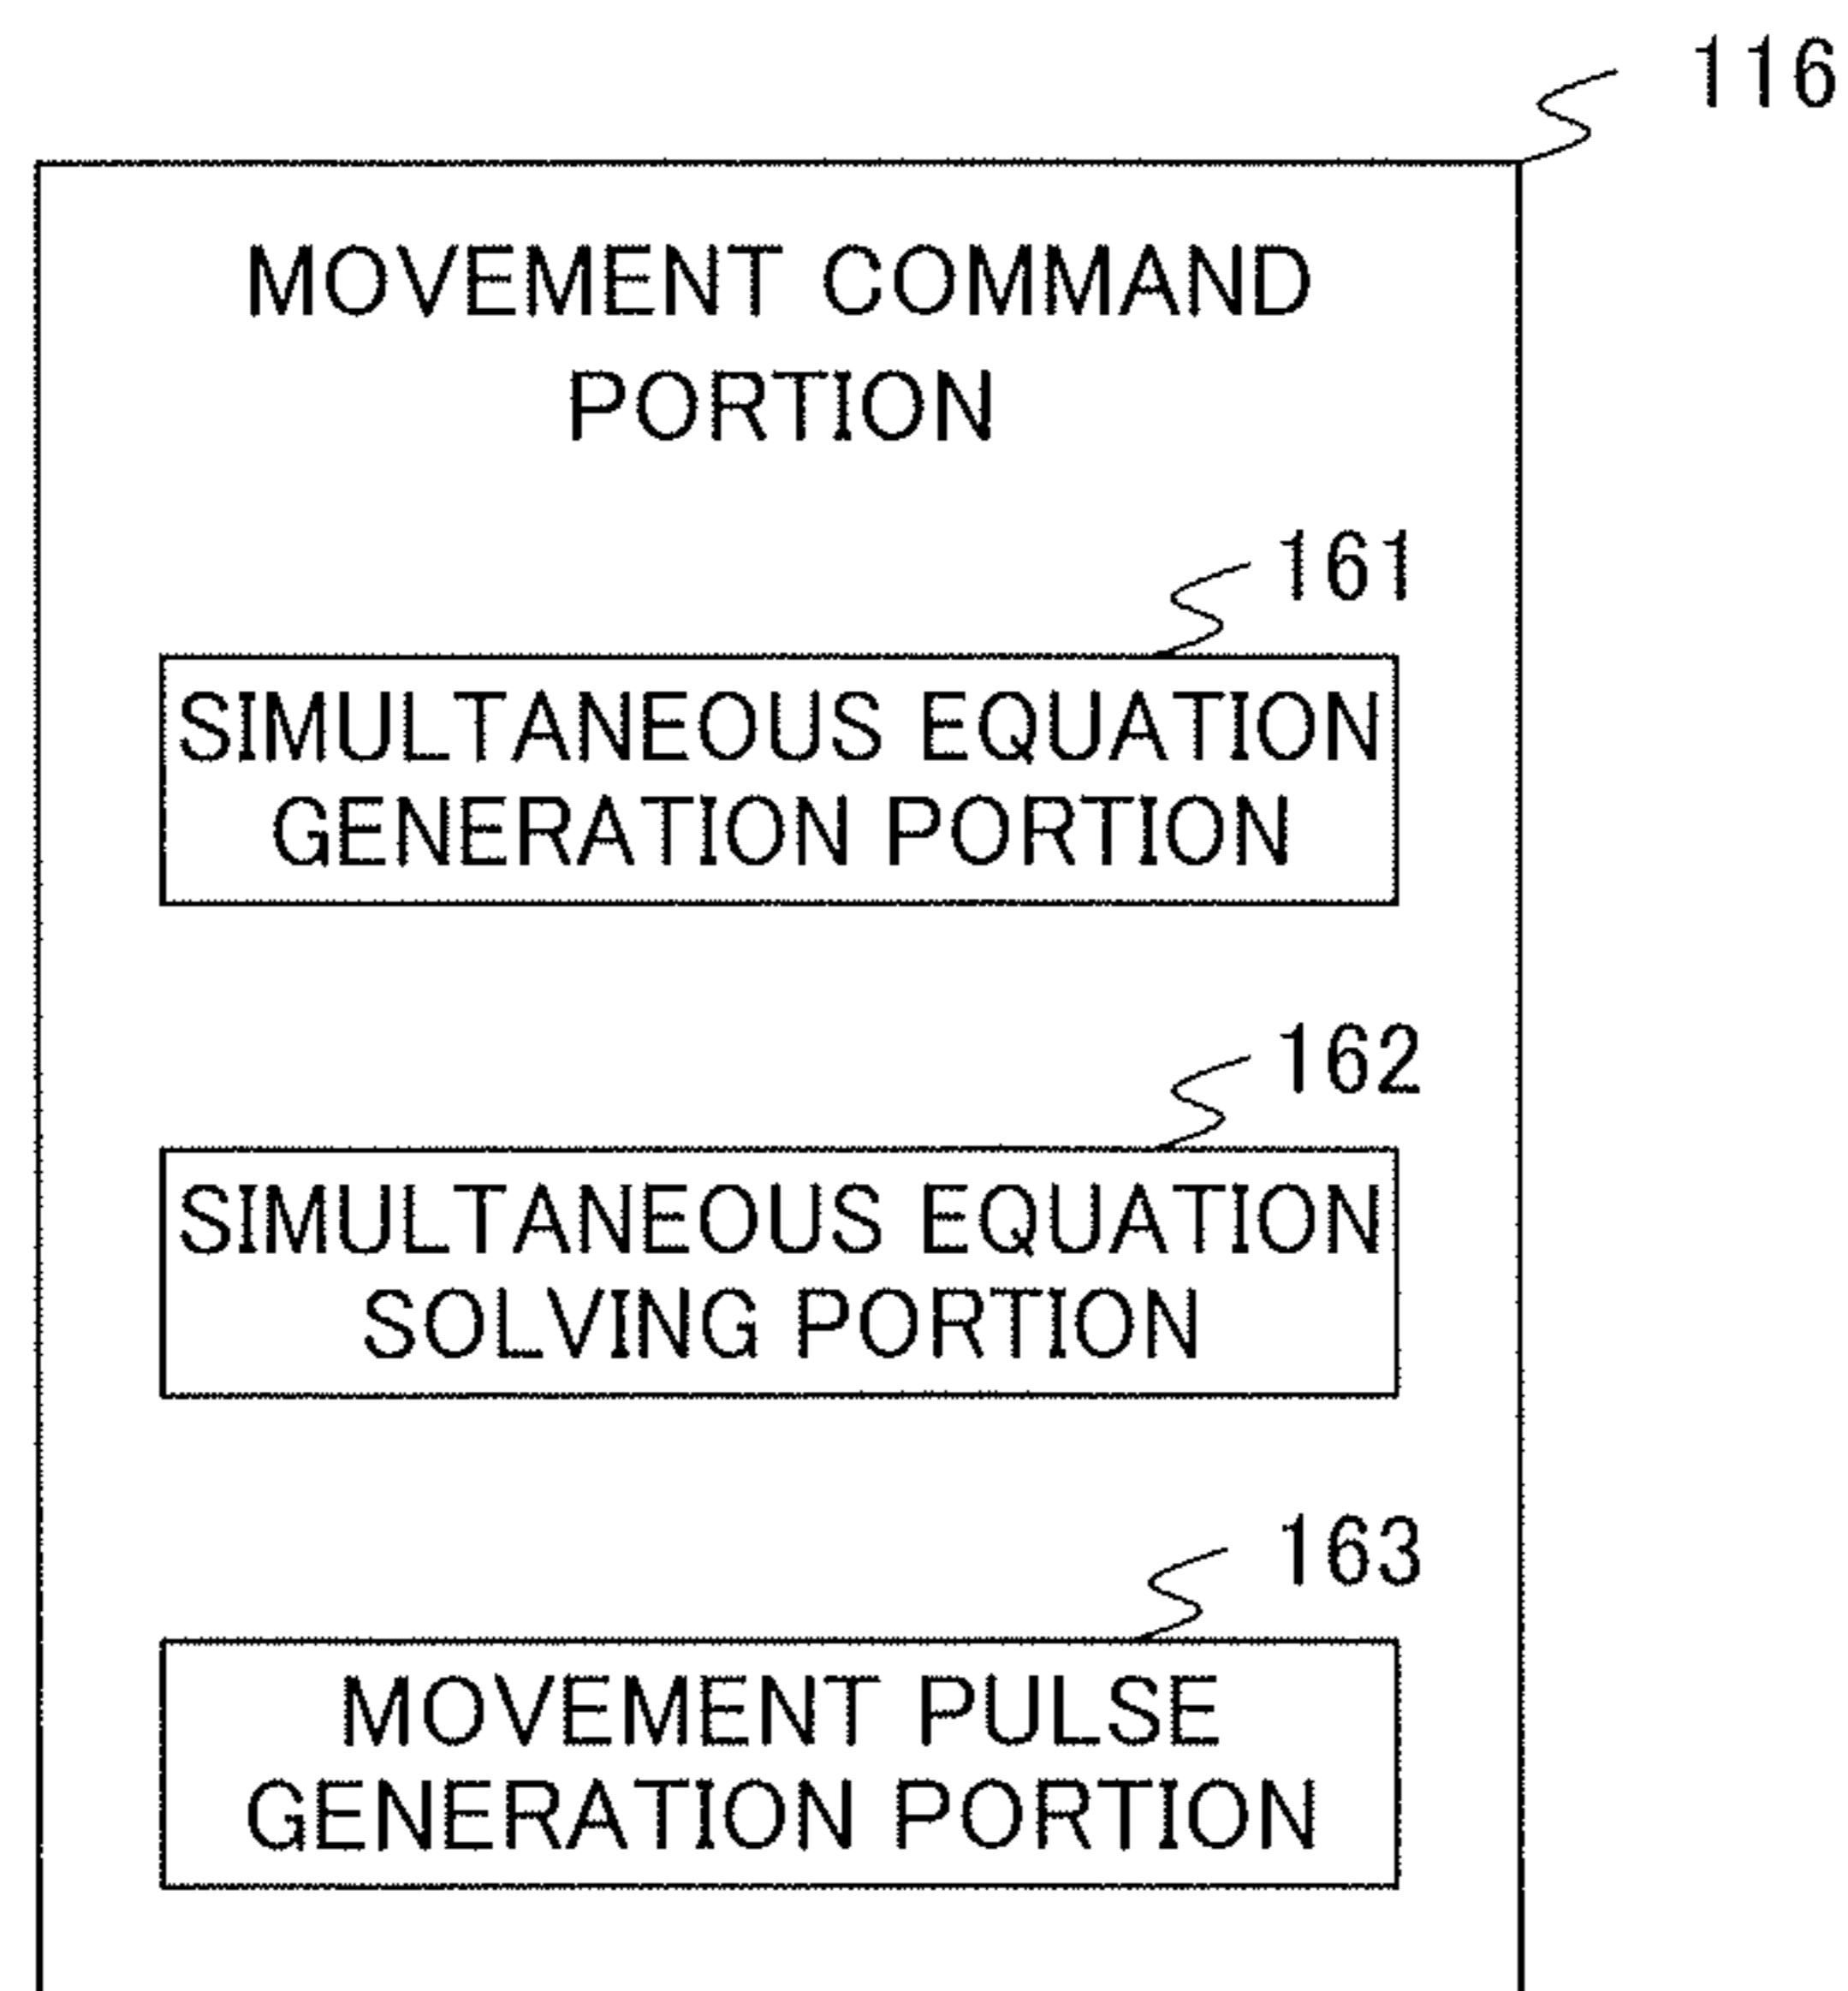 116
MOVEMENT COMMAND
PORTION
161
SIMULTANEOUS EQUATION
GENERATION PORTION
162
SIMULTANEOUS EQUATION
SOLVING PORTION
163
MOVEMENT PULSE
GENERATION PORTION